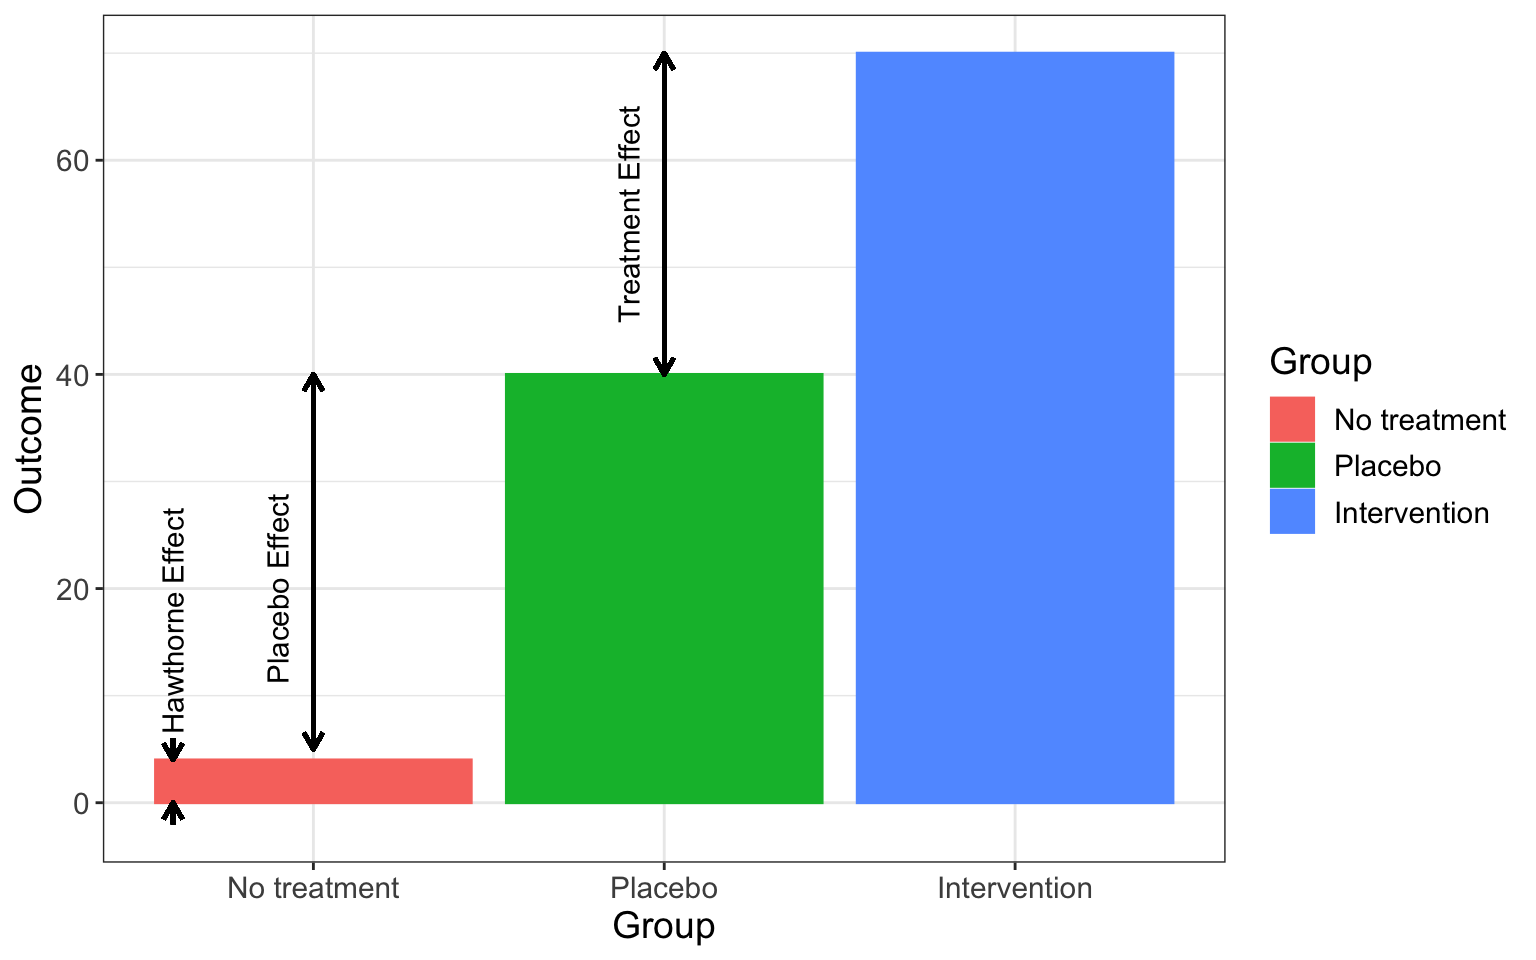 Outcome
60
40
20
0
Hawthorne Effect
Placebo Effect
Treatment Effect
No treatment
Placebo
Intervention
Group
Group
No treatment
Placebo
Intervention